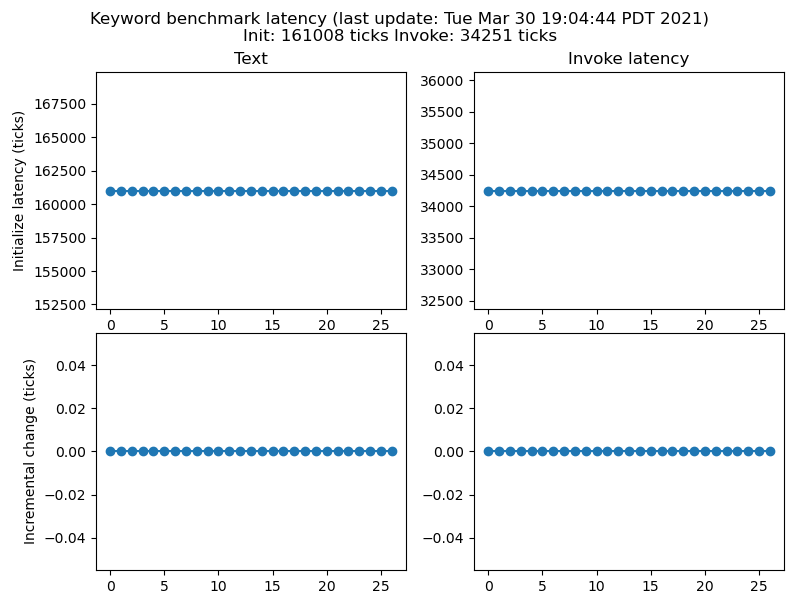 Keyword benchmark latency (last update: Tue Mar 30 19:04:44 PDT 2021)
Init: 161008 ticks Invoke: 34251 ticks
Text
Initialize latency (ticks)
167500
165000
162500
160000
157500
155000
152500
0 5 10 15 20 25
Invoke latency
36000
35500
35000
34500
34000
33500
33000
32500
0 5 10 15 20 25
Incremental change (ticks)
0.04
0.02
0.00
−0.02
−0.04
0 5 10 15 20 25
0.04
0.02
0.00
−0.02
−0.04
0 5 10 15 20 25